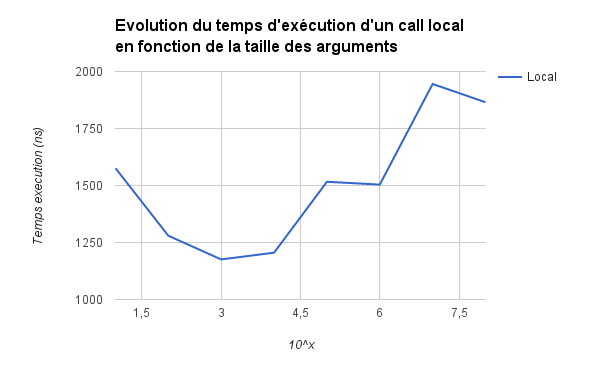 Evolution du temps d'exécution d'un call local
en fonction de la taille des arguments
Local
Temps execution (ns)
2000
1750
1500
1250
1000
1,5
3
4,5
6
7,5
10^x